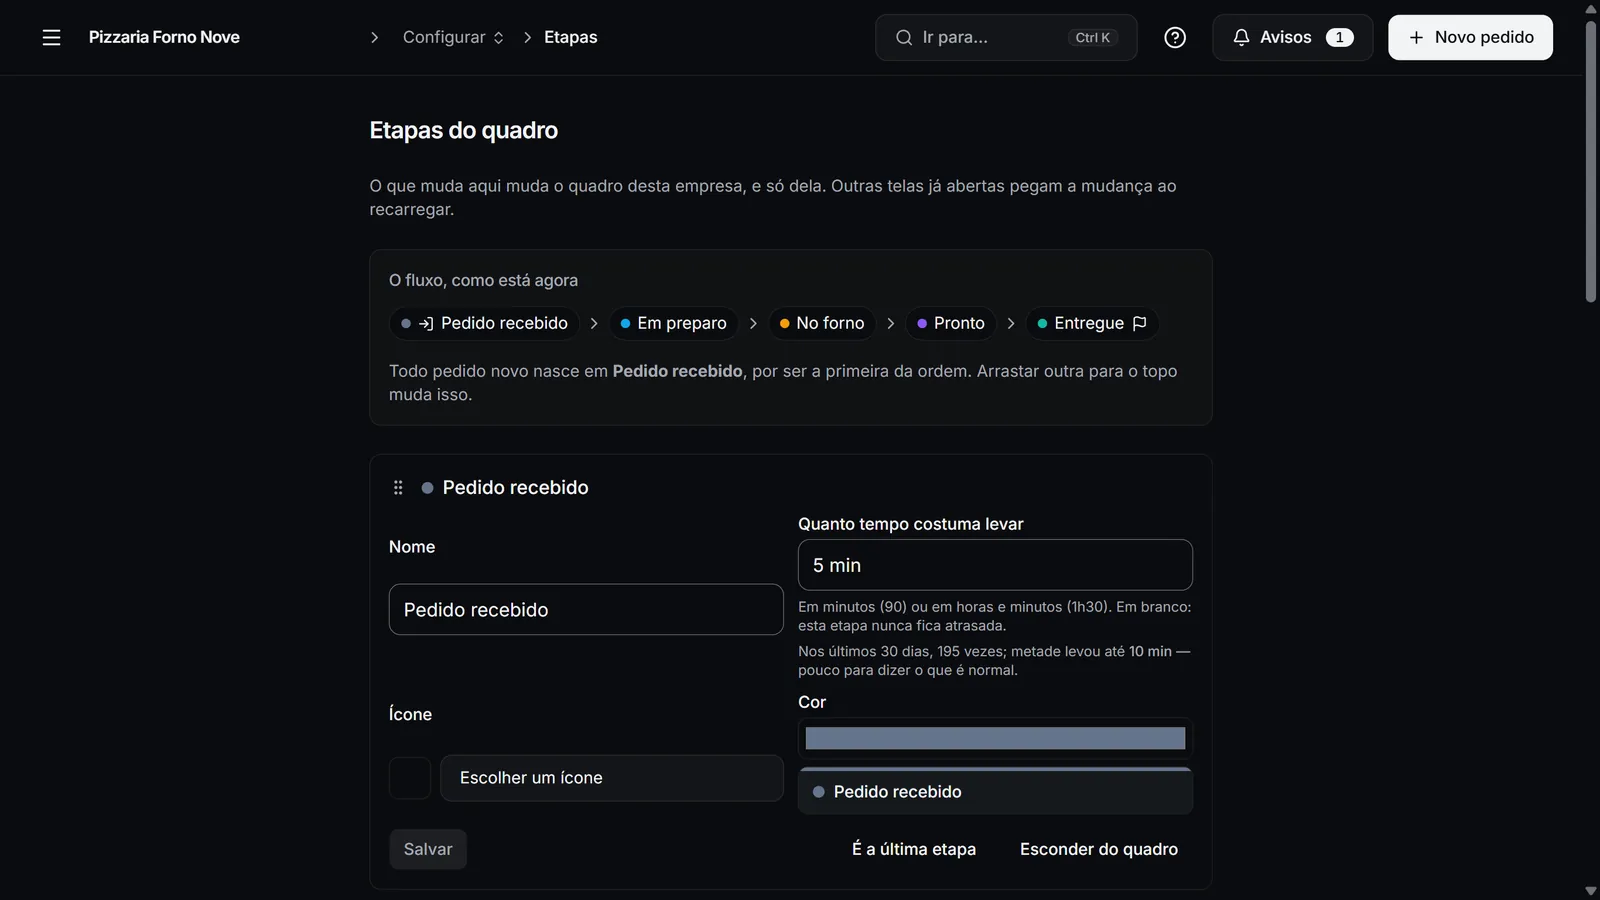 Pizzaria Forno Nove
Configurar
Etapas
Ir para...
Ctrl K
Avisos
1
Novo pedido
Etapas do quadro
O que muda aqui muda o quadro desta empresa, e só dela. Outras telas já abertas pegam a mudança ao
recarregar.
O fluxo, como está agora
Pedido recebido
Em preparo
No forno
Pronto
Entregue
Todo pedido novo nasce em Pedido recebido, por ser a primeira da ordem. Arrastar outra para o topo
muda isso.
Pedido recebido
Nome
Pedido recebido
Quanto tempo costuma levar
5 min
Em minutos (90) ou em horas e minutos (1h30). Em branco:
esta etapa nunca fica atrasada.
Nos últimos 30 dias, 195 vezes; metade levou até 10 min —
pouco para dizer o que é normal.
Ícone
Escolher um ícone
Cor
Pedido recebido
Salvar
É a última etapa
Esconder do quadro